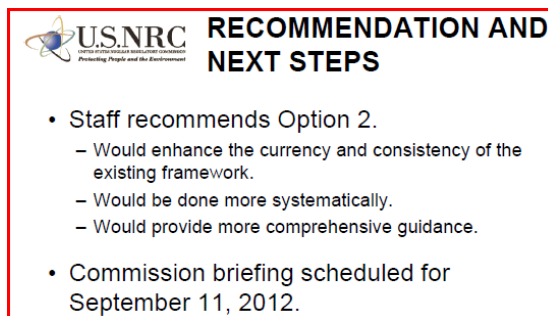 U.S.NRC
UNITED STATES NUCLEAR REGULATORY COMMISSION
Protecting People and the Environment
RECOMMENDATION AND
NEXT STEPS
• Staff recommends Option 2.
– Would enhance the currency and consistency of the
existing framework.
– Would be done more systematically.
– Would provide more comprehensive guidance.
• Commission briefing scheduled for
September 11, 2012.